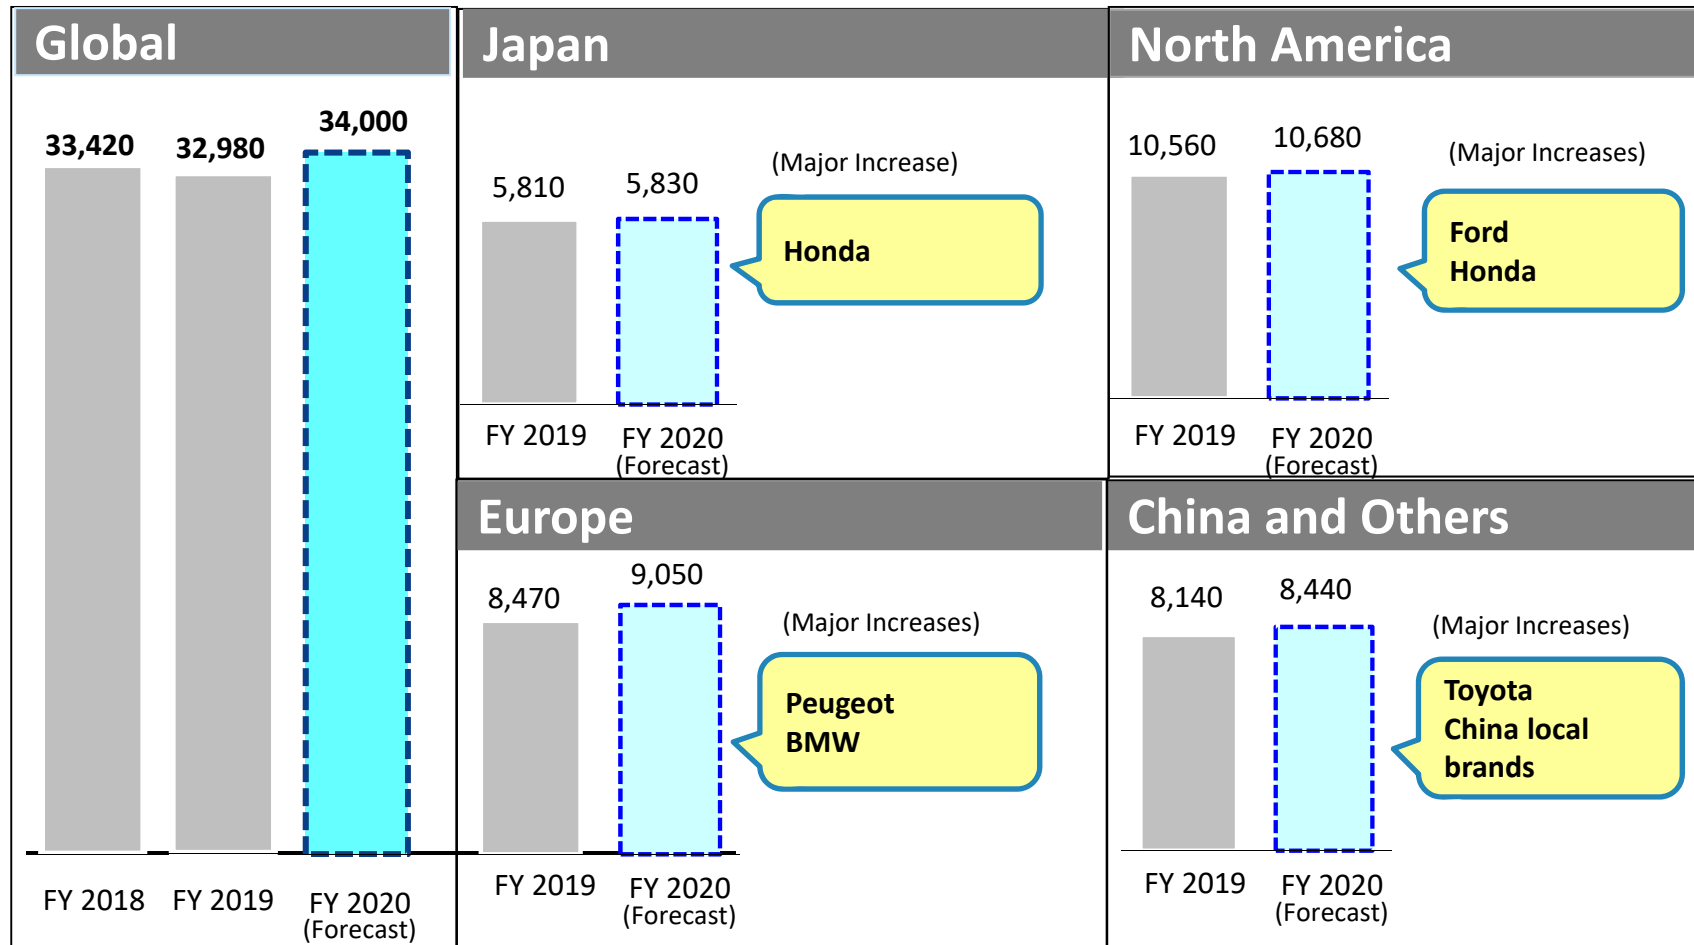 Global
33,420
32,980
34,000
FY 2018
FY 2019
FY 2020
(Forecast)
Japan
5,810
5,830
(Major Increase)
Honda
FY 2019
FY 2020
(Forecast)
North America
10,560
10,680
(Major Increases)
Ford
Honda
FY 2019
FY 2020
(Forecast)
Europe
8,470
9,050
(Major Increases)
Peugeot
BMW
FY 2019
FY 2020
(Forecast)
China and Others
8,140
8,440
(Major Increases)
Toyota
China local
brands
FY 2019
FY 2020
(Forecast)